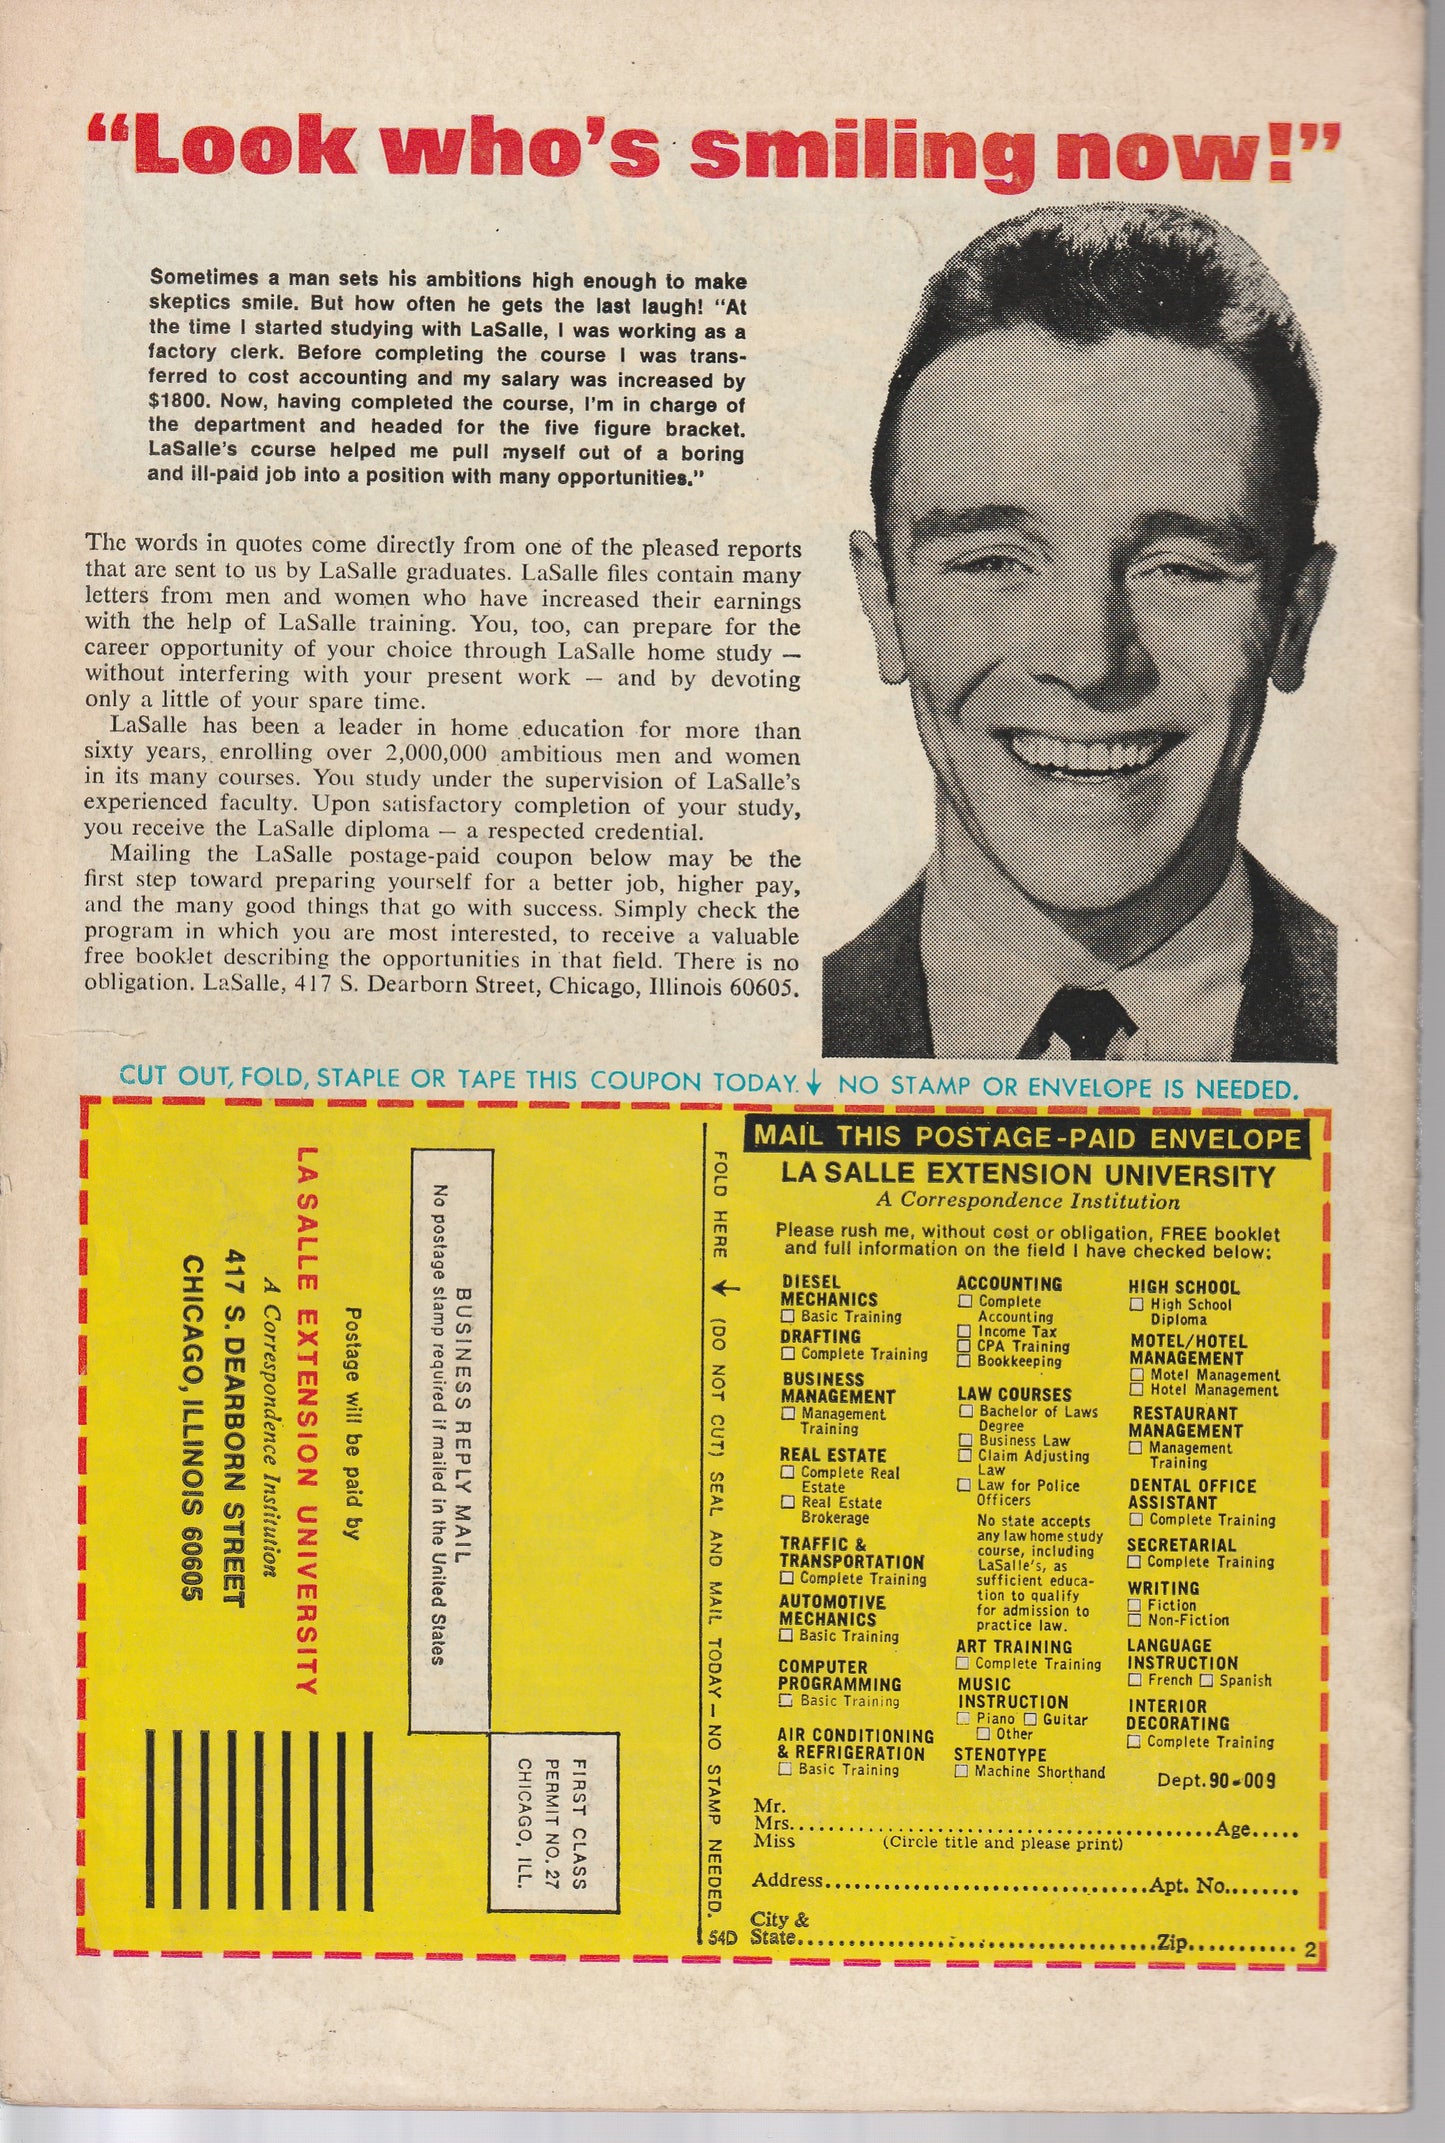 “Look who’s smiling now!”
Sometimes a man sets his ambitions high enough to make
skeptics smile. But how often he gets the last laugh! “At
the time I started studying with LaSalle, I was working as a
factory clerk. Before completing the course I was trans-
ferred to cost accounting and my salary was increased by
$1800. Now, having completed the course, I’m in charge of
the department and headed for the five figure bracket.
LaSalle’s course helped me pull myself out of a boring
and ill-paid job into a position with many opportunities.”
The words in quotes come directly from one of the pleased reports
that are sent to us by LaSalle graduates. LaSalle files contain many
letters from men and women who have increased their earnings
with the help of LaSalle training. You, too, can prepare for the
career opportunity of your choice through LaSalle home study —
without interfering with your present work — and by devoting
only a little of your spare time.
LaSalle has been a leader in home education for more than
sixty years, enrolling over 2,000,000 ambitious men and women
in its many courses. You study under the supervision of LaSalle’s
experienced faculty. Upon satisfactory completion of your study,
you receive the LaSalle diploma — a respected credential.
Mailing the LaSalle postage-paid coupon below may be the
first step toward preparing yourself for a better job, higher pay,
and the many good things that go with success. Simply check the
program in which you are most interested, to receive a valuable
free booklet describing the opportunities in that field. There is no
obligation. LaSalle, 417 S. Dearborn Street, Chicago, Illinois 60605.
CUT OUT, FOLD, STAPLE OR TAPE THIS COUPON TODAY. ↓ NO STAMP OR ENVELOPE IS NEEDED.
FIRST CLASS
PERMIT NO. 27
CHICAGO, ILL.
BUSINESS REPLY MAIL
No postage stamp required if mailed in the United States
Postage will be paid by
LA SALLE EXTENSION UNIVERSITY
A Correspondence Institution
417 S. DEARBORN STREET
CHICAGO, ILLINOIS 60605
FOLD HERE ← (DO NOT CUT) SEAL AND MAIL TODAY—NO STAMP NEEDED.
54D
MAIL THIS POSTAGE-PAID ENVELOPE
LA SALLE EXTENSION UNIVERSITY
A Correspondence Institution
Please rush me, without cost or obligation, FREE booklet
and full information on the field I have checked below:
DIESEL
MECHANICS
☐ Basic Training
DRAFTING
☐ Complete Training
BUSINESS
MANAGEMENT
☐ Management
Training
REAL ESTATE
☐ Complete Real
Estate
☐ Real Estate
Brokerage
TRAFFIC &
TRANSPORTATION
☐ Complete Training
AUTOMOTIVE
MECHANICS
☐ Basic Training
COMPUTER
PROGRAMMING
☐ Basic Training
AIR CONDITIONING
& REFRIGERATION
☐ Basic Training
ACCOUNTING
☐ Complete
Accounting
☐ Income Tax
☐ CPA Training
☐ Bookkeeping
LAW COURSES
☐ Bachelor of Laws
Degree
☐ Business Law
☐ Claim Adjusting
Law
☐ Law for Police
Officers
No state accepts
any law home study
course, including
LaSalle’s, as
sufficient educa-
tion to qualify
for admission to
practice law.
ART TRAINING
☐ Complete Training
MUSIC
INSTRUCTION
☐ Piano ☐ Guitar
☐ Other
STENOTYPE
☐ Machine Shorthand
HIGH SCHOOL
☐ High School
Diploma
MOTEL/HOTEL
MANAGEMENT
☐ Motel Management
☐ Hotel Management
RESTAURANT
MANAGEMENT
☐ Management
Training
DENTAL OFFICE
ASSISTANT
☐ Complete Training
SECRETARIAL
☐ Complete Training
WRITING
☐ Fiction
☐ Non-Fiction
LANGUAGE
INSTRUCTION
☐ French ☐ Spanish
INTERIOR
DECORATING
☐ Complete Training
Dept. 90-009
Mr.
Mrs..........Age.....
Miss (Circle title and please print)
Address..........Apt. No........
City &
State..........Zip...........
2